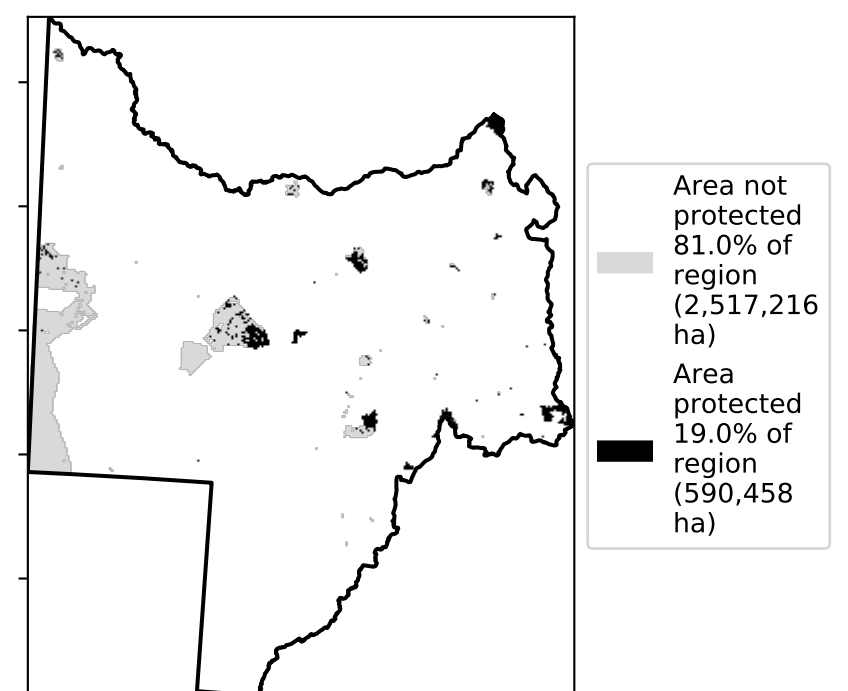 Area not
protected
81.0% of
region
(2,517,216
ha)
Area
protected
19.0% of
region
(590,458
ha)